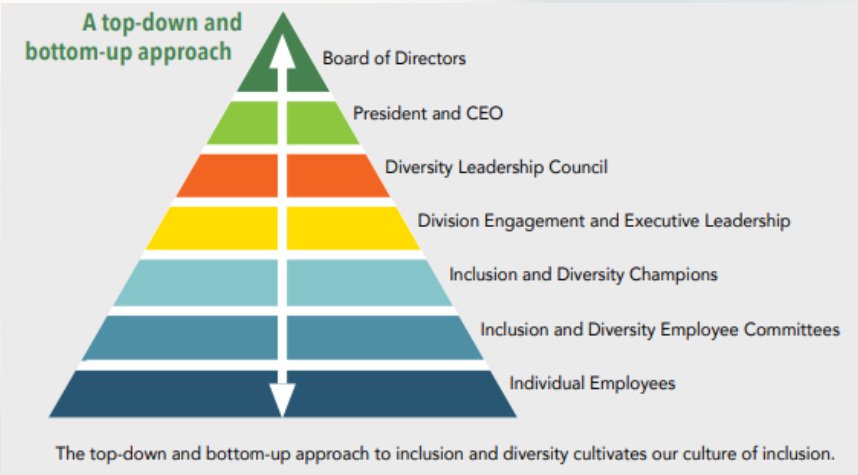 A top-down and
bottom-up approach
Board of Directors
President and CEO
Diversity Leadership Council
Division Engagement and Executive Leadership
Inclusion and Diversity Champions
Inclusion and Diversity Employee Committees
Individual Employees
The top-down and bottom-up approach to inclusion and diversity cultivates our culture of inclusion.